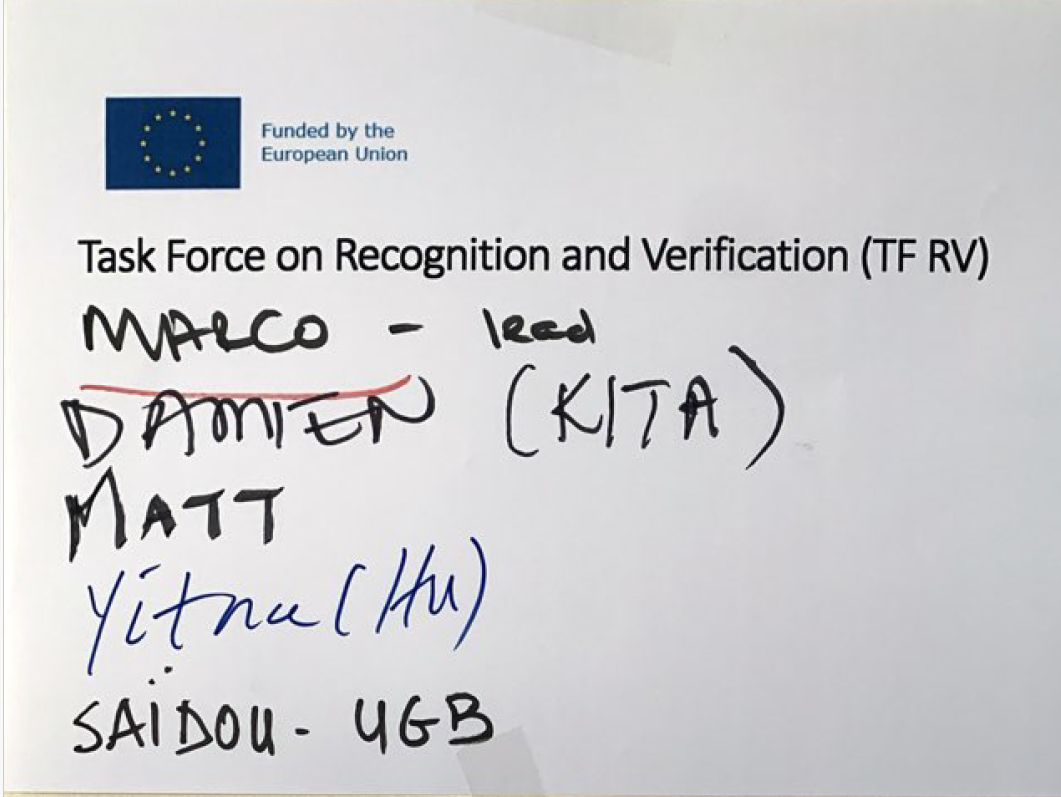 Funded by the
European Union
Task Force on Recognition and Verification (TF RV)
MARCO - lead
DAMIEN (KITA)
MATT
Yitna (HU)
SAÏDOU - UGB